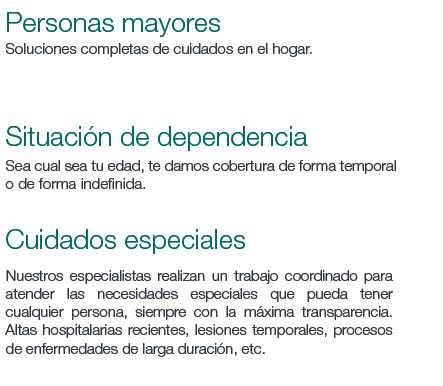 Personas mayores
Soluciones completas de cuidados en el hogar.
Situación de dependencia
Sea cual sea tu edad, te damos cobertura de forma temporal
o de forma indefinida.
Cuidados especiales
Nuestros especialistas realizan un trabajo coordinado para
atender las necesidades especiales que pueda tener
cualquier persona, siempre con la máxima transparencia.
Altas hospitalarias recientes, lesiones temporales, procesos
de enfermedades de larga duración, etc.